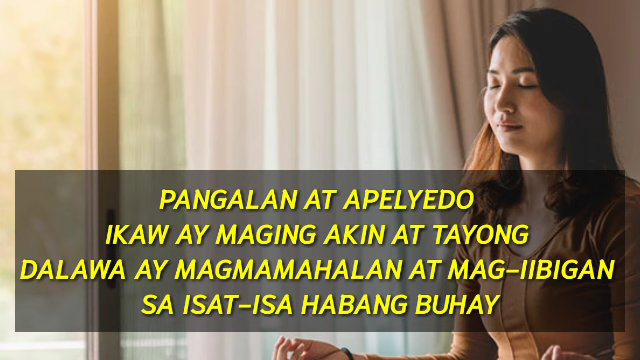 PANGALAN AT APELYEDO
IKAW AY MAGING AKIN AT TAYONG
DALAWA AY MAGMAMAHALAN AT MAG–IIBIGAN
SA ISAT–ISA HABANG BUHAY